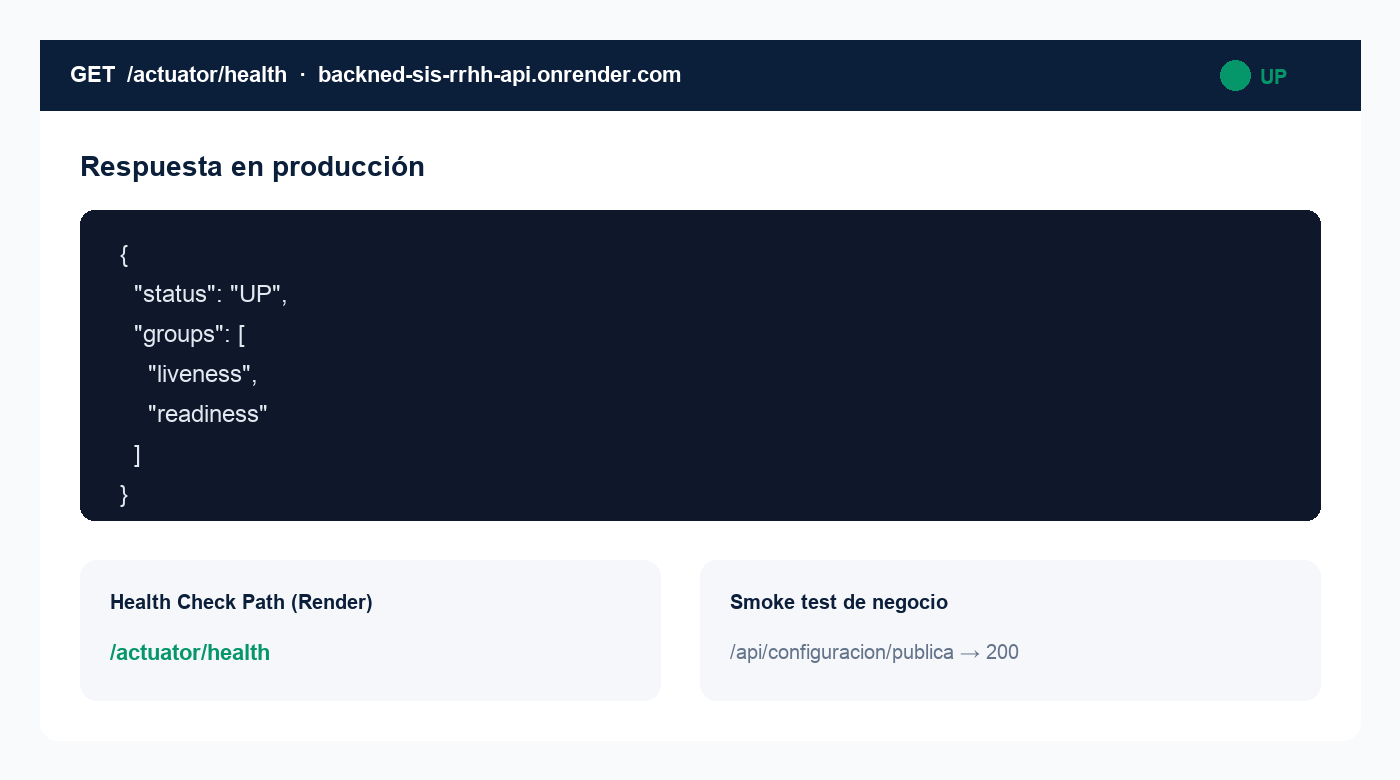 GET /actuator/health · backned-sis-rrhh-api.onrender.com
UP
Respuesta en producción
{
"status": "UP",
"groups": [
"liveness",
"readiness"
]
}
Health Check Path (Render)
/actuator/health
Smoke test de negocio
/api/configuracion/publica → 200